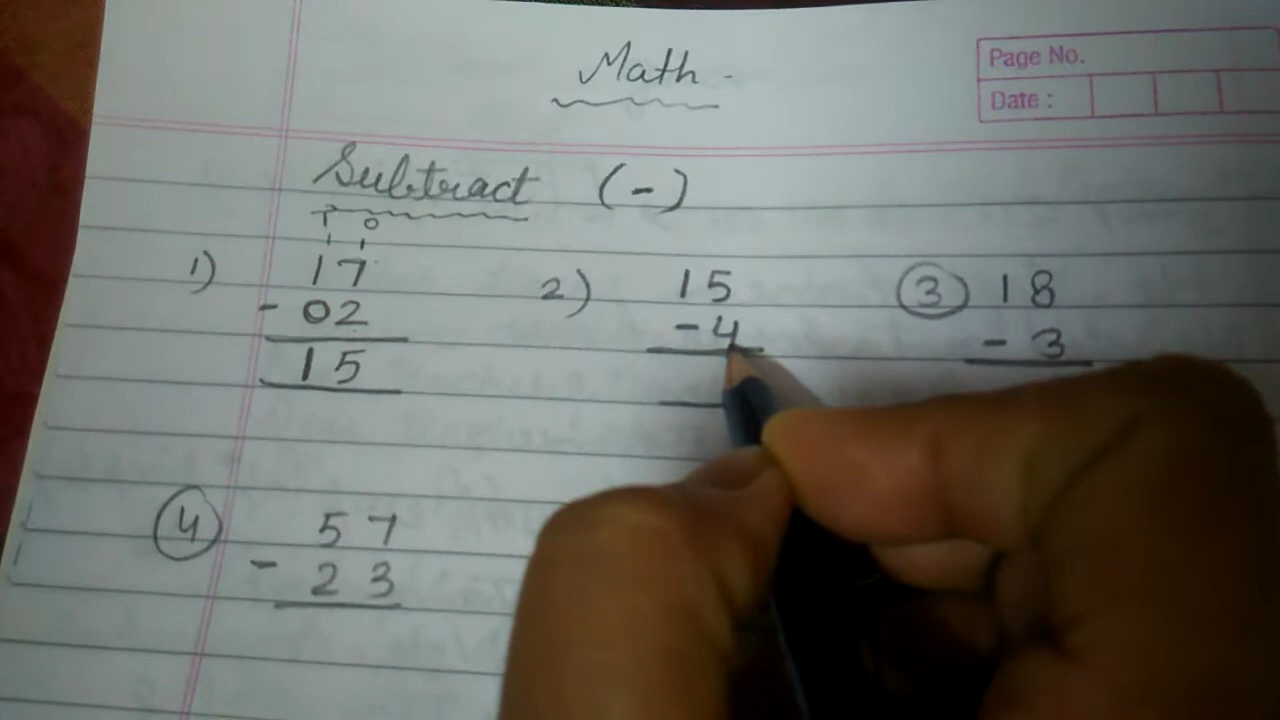 Math -
Page No.
Date :
Subtract (-)
T O
1) 17
- 02
15
2) 15
- 4
③ 18
- 3
④ 57
- 23